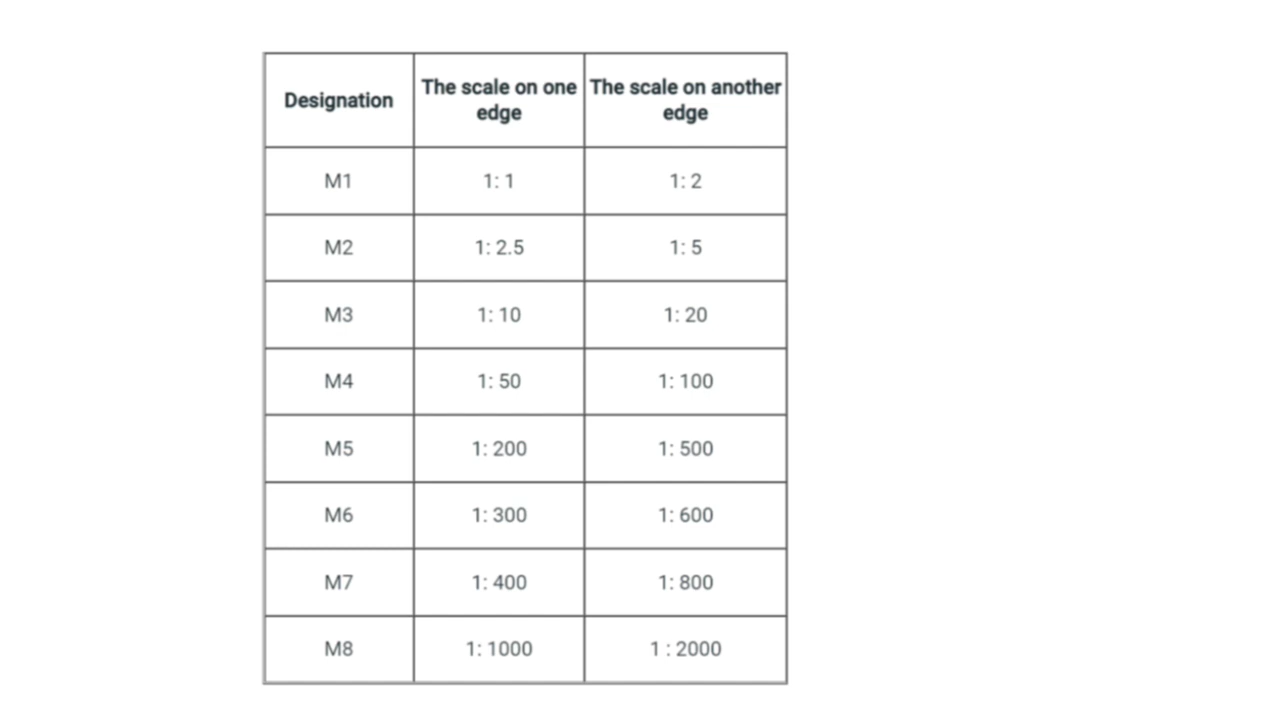 Designation The scale on one edge The scale on another edge
M1 1: 1 1: 2
M2 1: 2.5 1: 5
M3 1: 10 1: 20
M4 1: 50 1: 100
M5 1: 200 1: 500
M6 1: 300 1: 600
M7 1: 400 1: 800
M8 1: 1000 1 : 2000